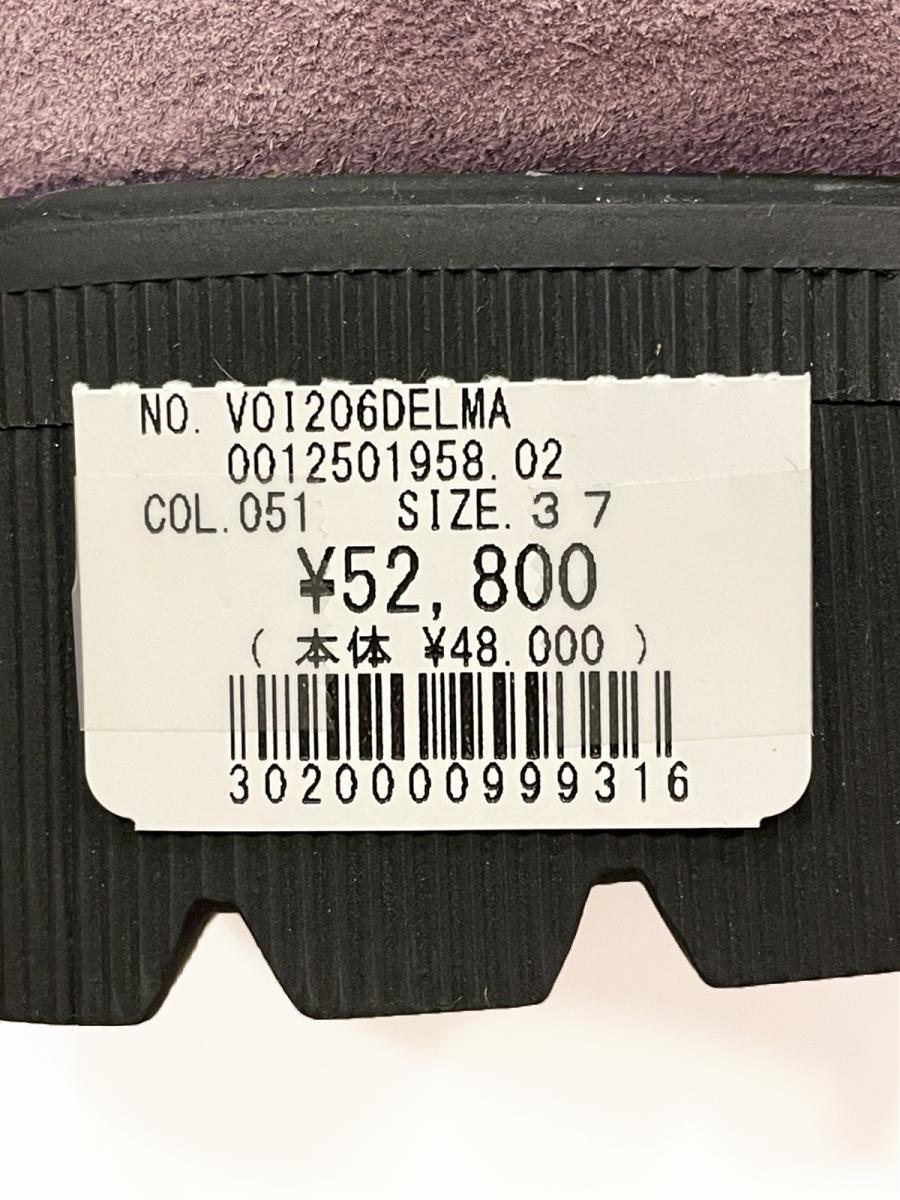 NO. VOI206DELMA
0012501958.02
COL.051 SIZE.37
¥52,800
( 本体 ¥48.000 )
3020000999316